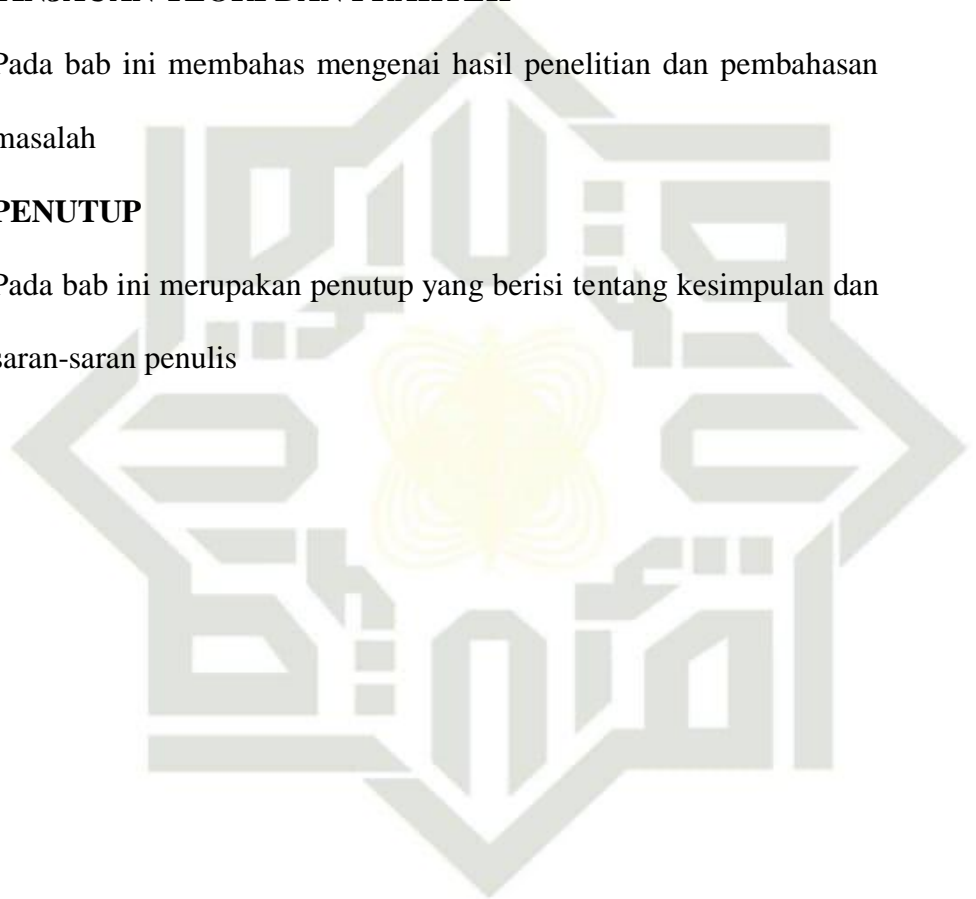 Pada bab ini membahas mengenai hasil penelitian dan pembahasan
masalah
PENUTUP
Pada bab ini merupakan penutup yang berisi tentang kesimpulan dan
saran-saran penulis